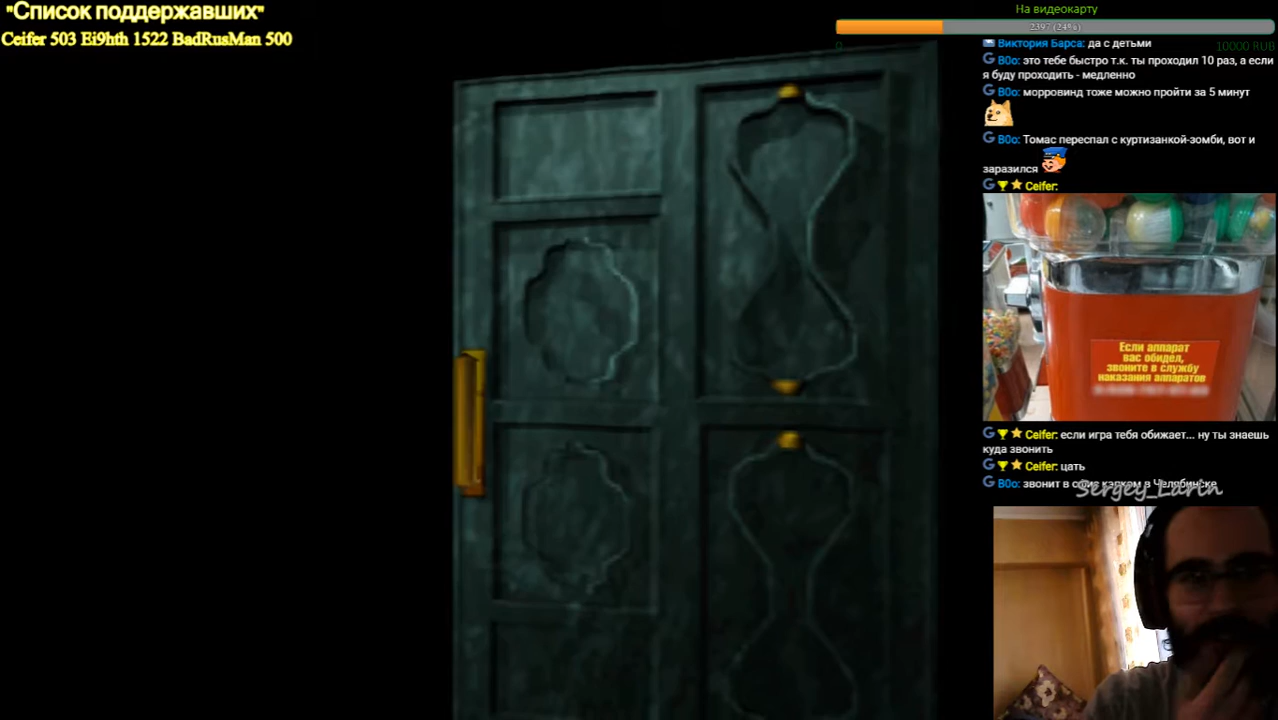 "Список поддержавших"
Ceifer 503 Ei9hth 1522 BadRusMan 500
На видеокарту
2397 (24%)
0
10000 RUB
Виктория Барса: да с детьми
B0o: это тебе быстро т.к. ты проходил 10 раз, а если
я буду проходить - медленно
B0o: морровинд тоже можно пройти за 5 минут
B0o: Томас переспал с куртизанкой-зомби, вот и
заразился
Ceifer:
Если аппарат
вас обидел,
звоните в службу
наказания аппаратов
Ceifer: если игра тебя обижает... ну ты знаешь
куда звонить
Ceifer: цать
B0o: звонит в офис кэпком в Челябинске
Sergey_Larin